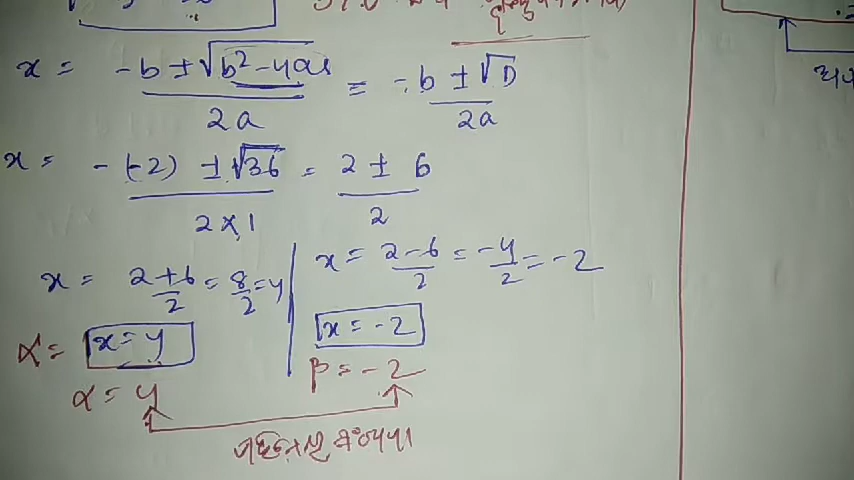 x = -b ± √b² - 4ac / 2a = -b ± √D / 2a
x = -(-2) ± √36 / 2×1 = 2 ± 6 / 2
x = 2+6 / 2 = 8/2 = 4
x = 2-6 / 2 = -4/2 = -2
α = x = 4
x = -2
α = 4
β = -2